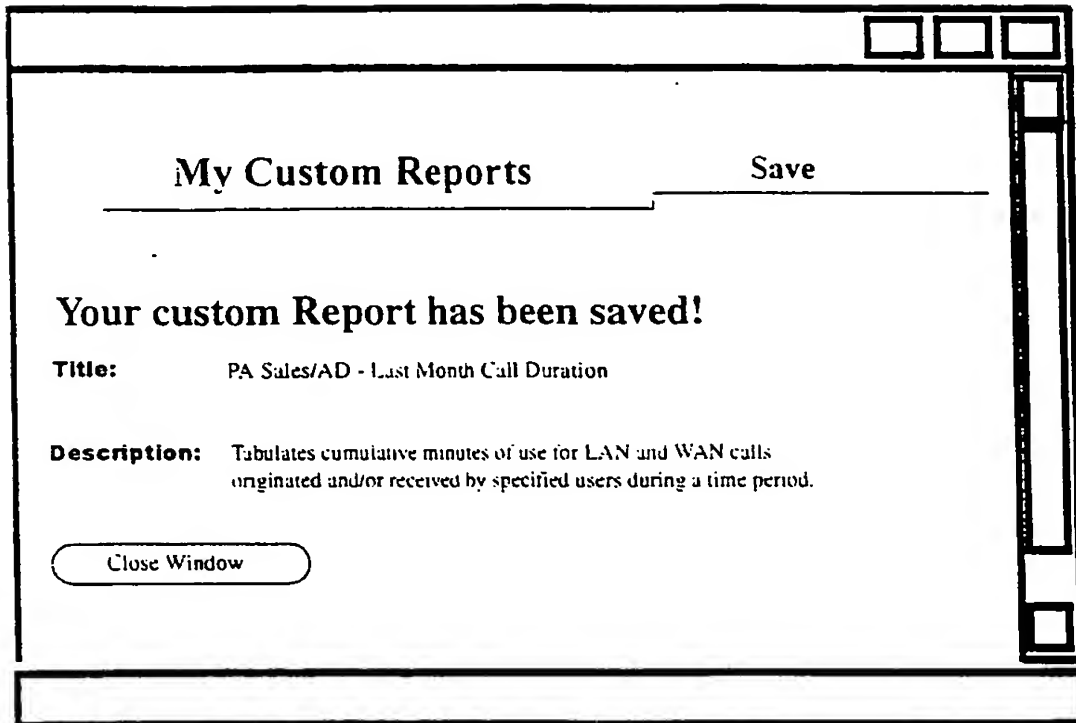 My Custom Reports
Save
Your custom Report has been saved!
Title: PA Sales/AD - Last Month Call Duration
Description: Tabulates cumulative minutes of use for LAN and WAN calls
originated and/or received by specified users during a time period.
Close Window